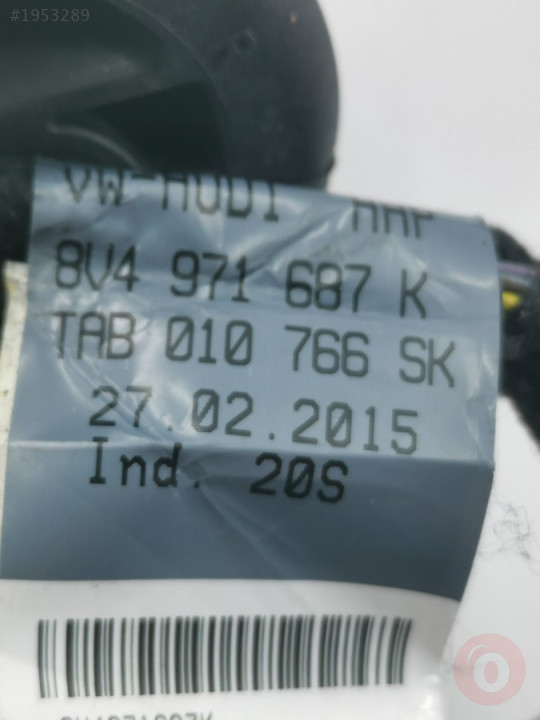 #1953289
VW-AUDI
8V4 971 687 K
TAB 010 766 SK
27.02.2015
Ind. 20S